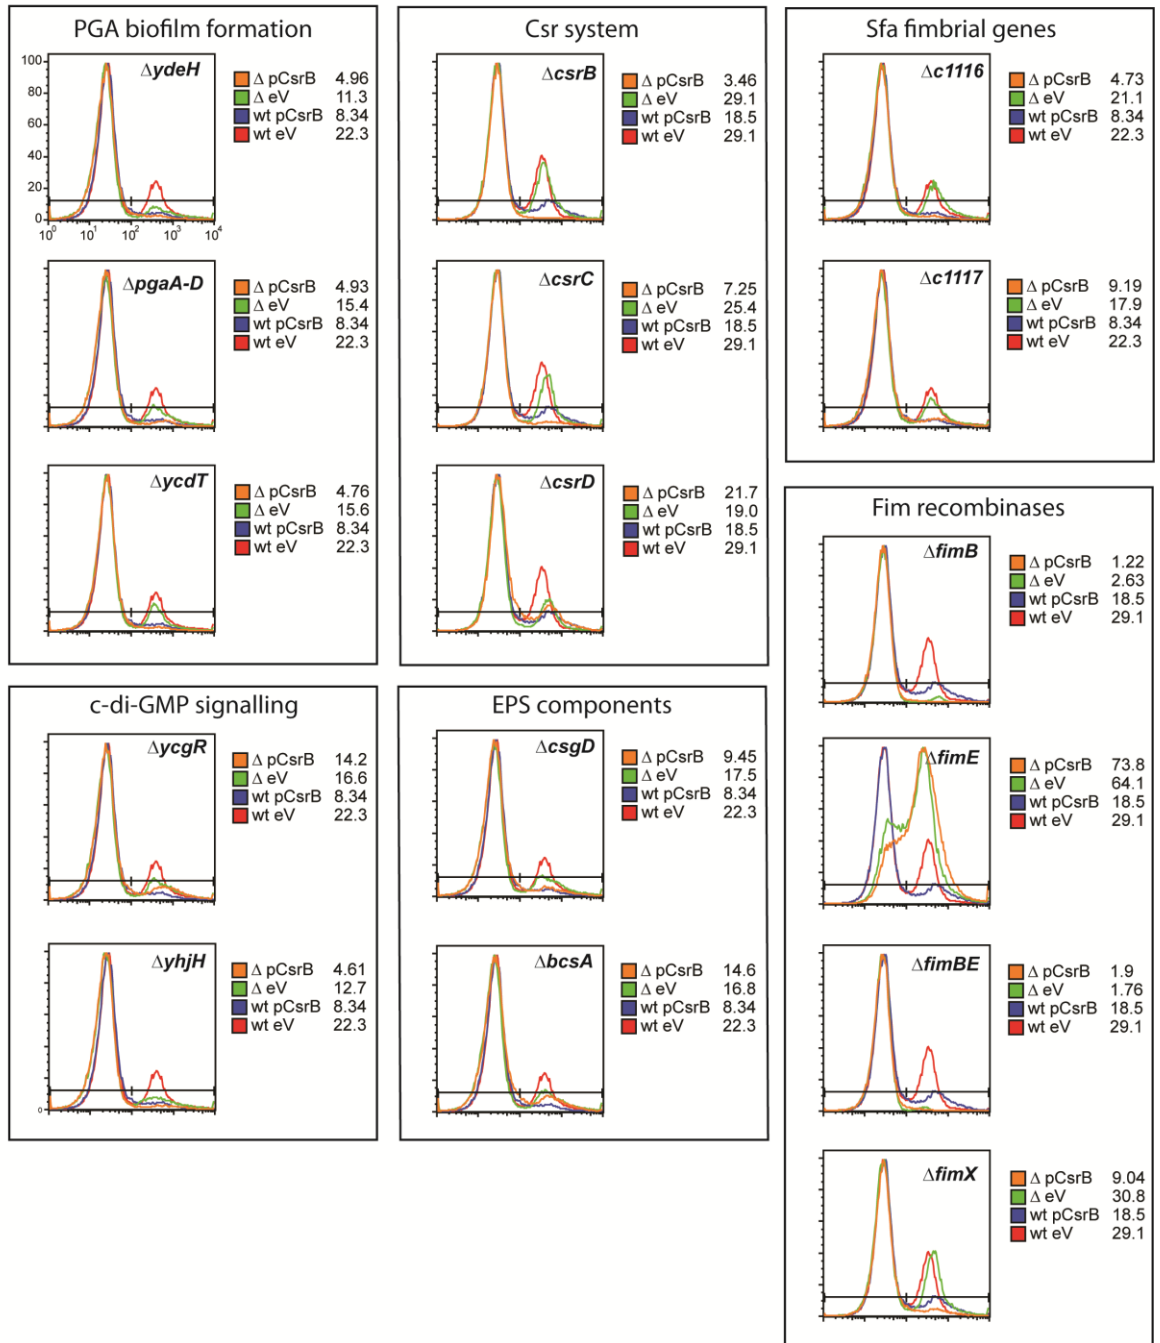 PGA biofilm formation
ΔydeH
Δ pCsrB 4.96
Δ eV 11.3
wt pCsrB 8.34
wt eV 22.3
100
80
60
40
20
0
10⁰ 10¹ 10² 10³ 10⁴
ΔpgaA-D
Δ pCsrB 4.93
Δ eV 15.4
wt pCsrB 8.34
wt eV 22.3
ΔycdT
Δ pCsrB 4.76
Δ eV 15.6
wt pCsrB 8.34
wt eV 22.3
Csr system
ΔcsrB
Δ pCsrB 3.46
Δ eV 29.1
wt pCsrB 18.5
wt eV 29.1
ΔcsrC
Δ pCsrB 7.25
Δ eV 25.4
wt pCsrB 18.5
wt eV 29.1
ΔcsrD
Δ pCsrB 21.7
Δ eV 19.0
wt pCsrB 18.5
wt eV 29.1
Sfa fimbrial genes
Δc1116
Δ pCsrB 4.73
Δ eV 21.1
wt pCsrB 8.34
wt eV 22.3
Δc1117
Δ pCsrB 9.19
Δ eV 17.9
wt pCsrB 8.34
wt eV 22.3
c-di-GMP signalling
ΔycgR
Δ pCsrB 14.2
Δ eV 16.6
wt pCsrB 8.34
wt eV 22.3
ΔyhjH
Δ pCsrB 4.61
Δ eV 12.7
wt pCsrB 8.34
wt eV 22.3
0
EPS components
ΔcsgD
Δ pCsrB 9.45
Δ eV 17.5
wt pCsrB 8.34
wt eV 22.3
ΔbcsA
Δ pCsrB 14.6
Δ eV 16.8
wt pCsrB 8.34
wt eV 22.3
Fim recombinases
ΔfimB
Δ pCsrB 1.22
Δ eV 2.63
wt pCsrB 18.5
wt eV 29.1
ΔfimE
Δ pCsrB 73.8
Δ eV 64.1
wt pCsrB 18.5
wt eV 29.1
ΔfimBE
Δ pCsrB 1.9
Δ eV 1.76
wt pCsrB 18.5
wt eV 29.1
ΔfimX
Δ pCsrB 9.04
Δ eV 30.8
wt pCsrB 18.5
wt eV 29.1